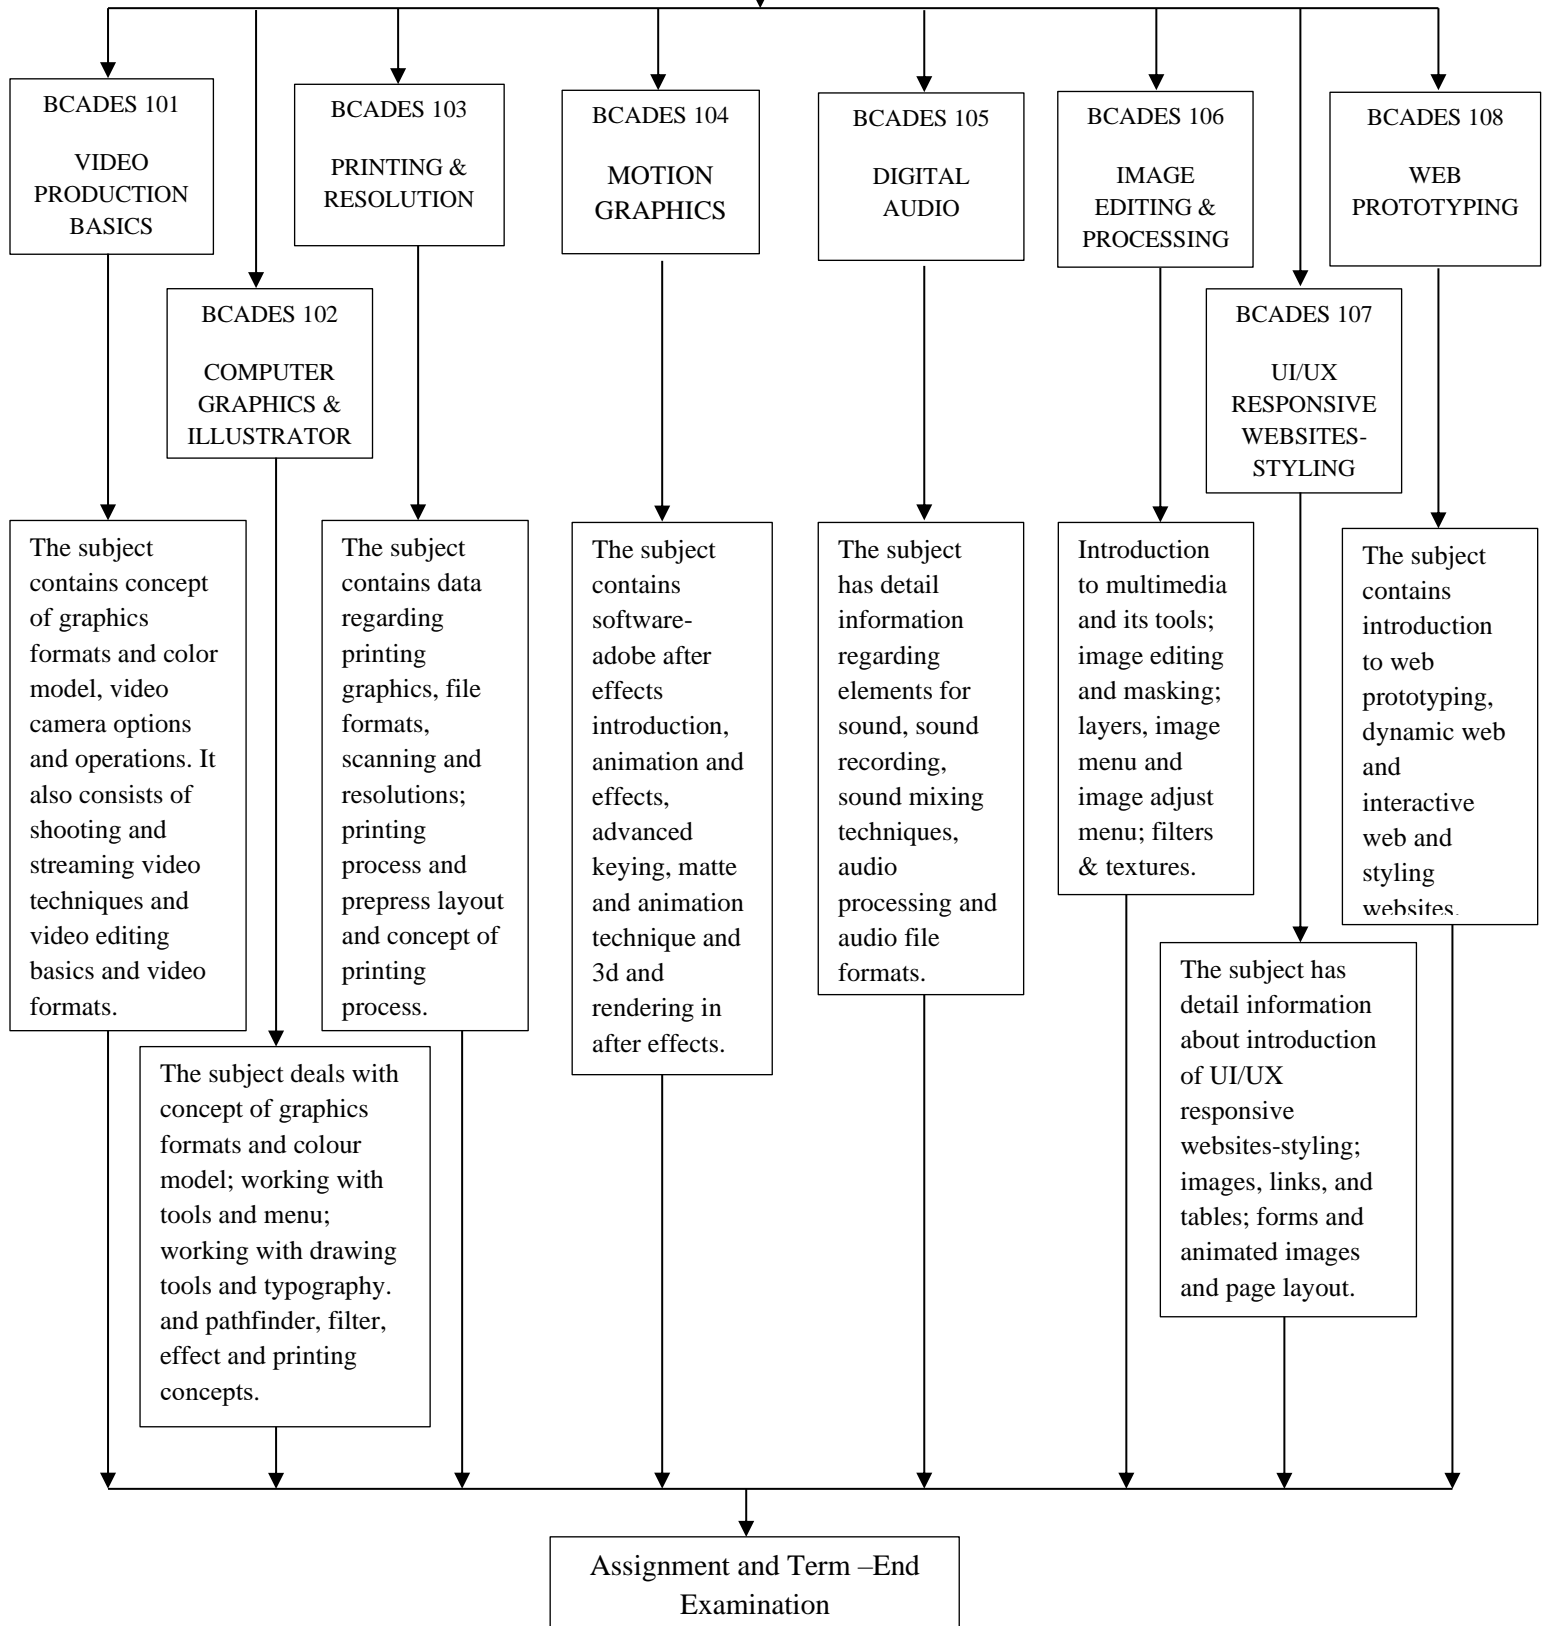 BCADES 101
VIDEO
PRODUCTION
BASICS
BCADES 102
COMPUTER
GRAPHICS &
ILLUSTRATOR
BCADES 103
PRINTING &
RESOLUTION
BCADES 104
MOTION
GRAPHICS
BCADES 105
DIGITAL
AUDIO
BCADES 106
IMAGE
EDITING &
PROCESSING
BCADES 107
UI/UX
RESPONSIVE
WEBSITES-
STYLING
BCADES 108
WEB
PROTOTYPING
The subject
contains concept
of graphics
formats and color
model, video
camera options
and operations. It
also consists of
shooting and
streaming video
techniques and
video editing
basics and video
formats.
The subject deals with
concept of graphics
formats and colour
model; working with
tools and menu;
working with drawing
tools and typography.
and pathfinder, filter,
effect and printing
concepts.
The subject
contains data
regarding
printing
graphics, file
formats,
scanning and
resolutions;
printing
process and
prepress layout
and concept of
printing
process.
The subject
contains
software-
adobe after
effects
introduction,
animation and
effects,
advanced
keying, matte
and animation
technique and
3d and
rendering in
after effects.
The subject
has detail
information
regarding
elements for
sound, sound
recording,
sound mixing
techniques,
audio
processing and
audio file
formats.
Introduction
to multimedia
and its tools;
image editing
and masking;
layers, image
menu and
image adjust
menu; filters
& textures.
The subject has
detail information
about introduction
of UI/UX
responsive
websites-styling;
images, links, and
tables; forms and
animated images
and page layout.
The subject
contains
introduction
to web
prototyping,
dynamic web
and
interactive
web and
styling
websites.
Assignment and Term –End
Examination